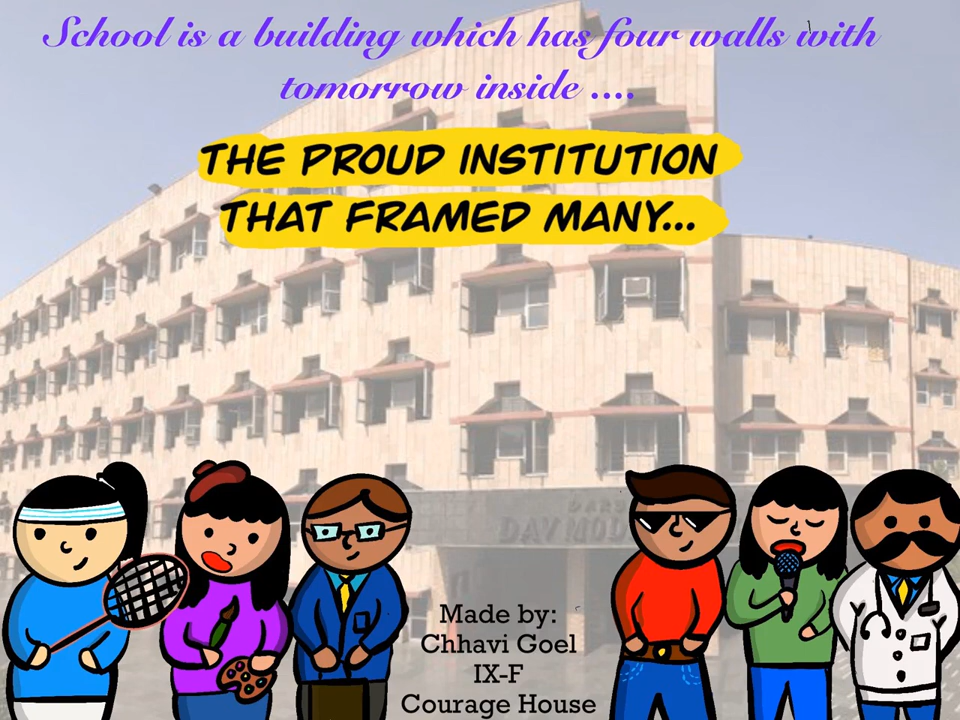 School is a building which has four walls with
tomorrow inside ....
THE PROUD INSTITUTION
THAT FRAMED MANY...
DAV
Made by:
Chhavi Goel
IX-F
Courage House